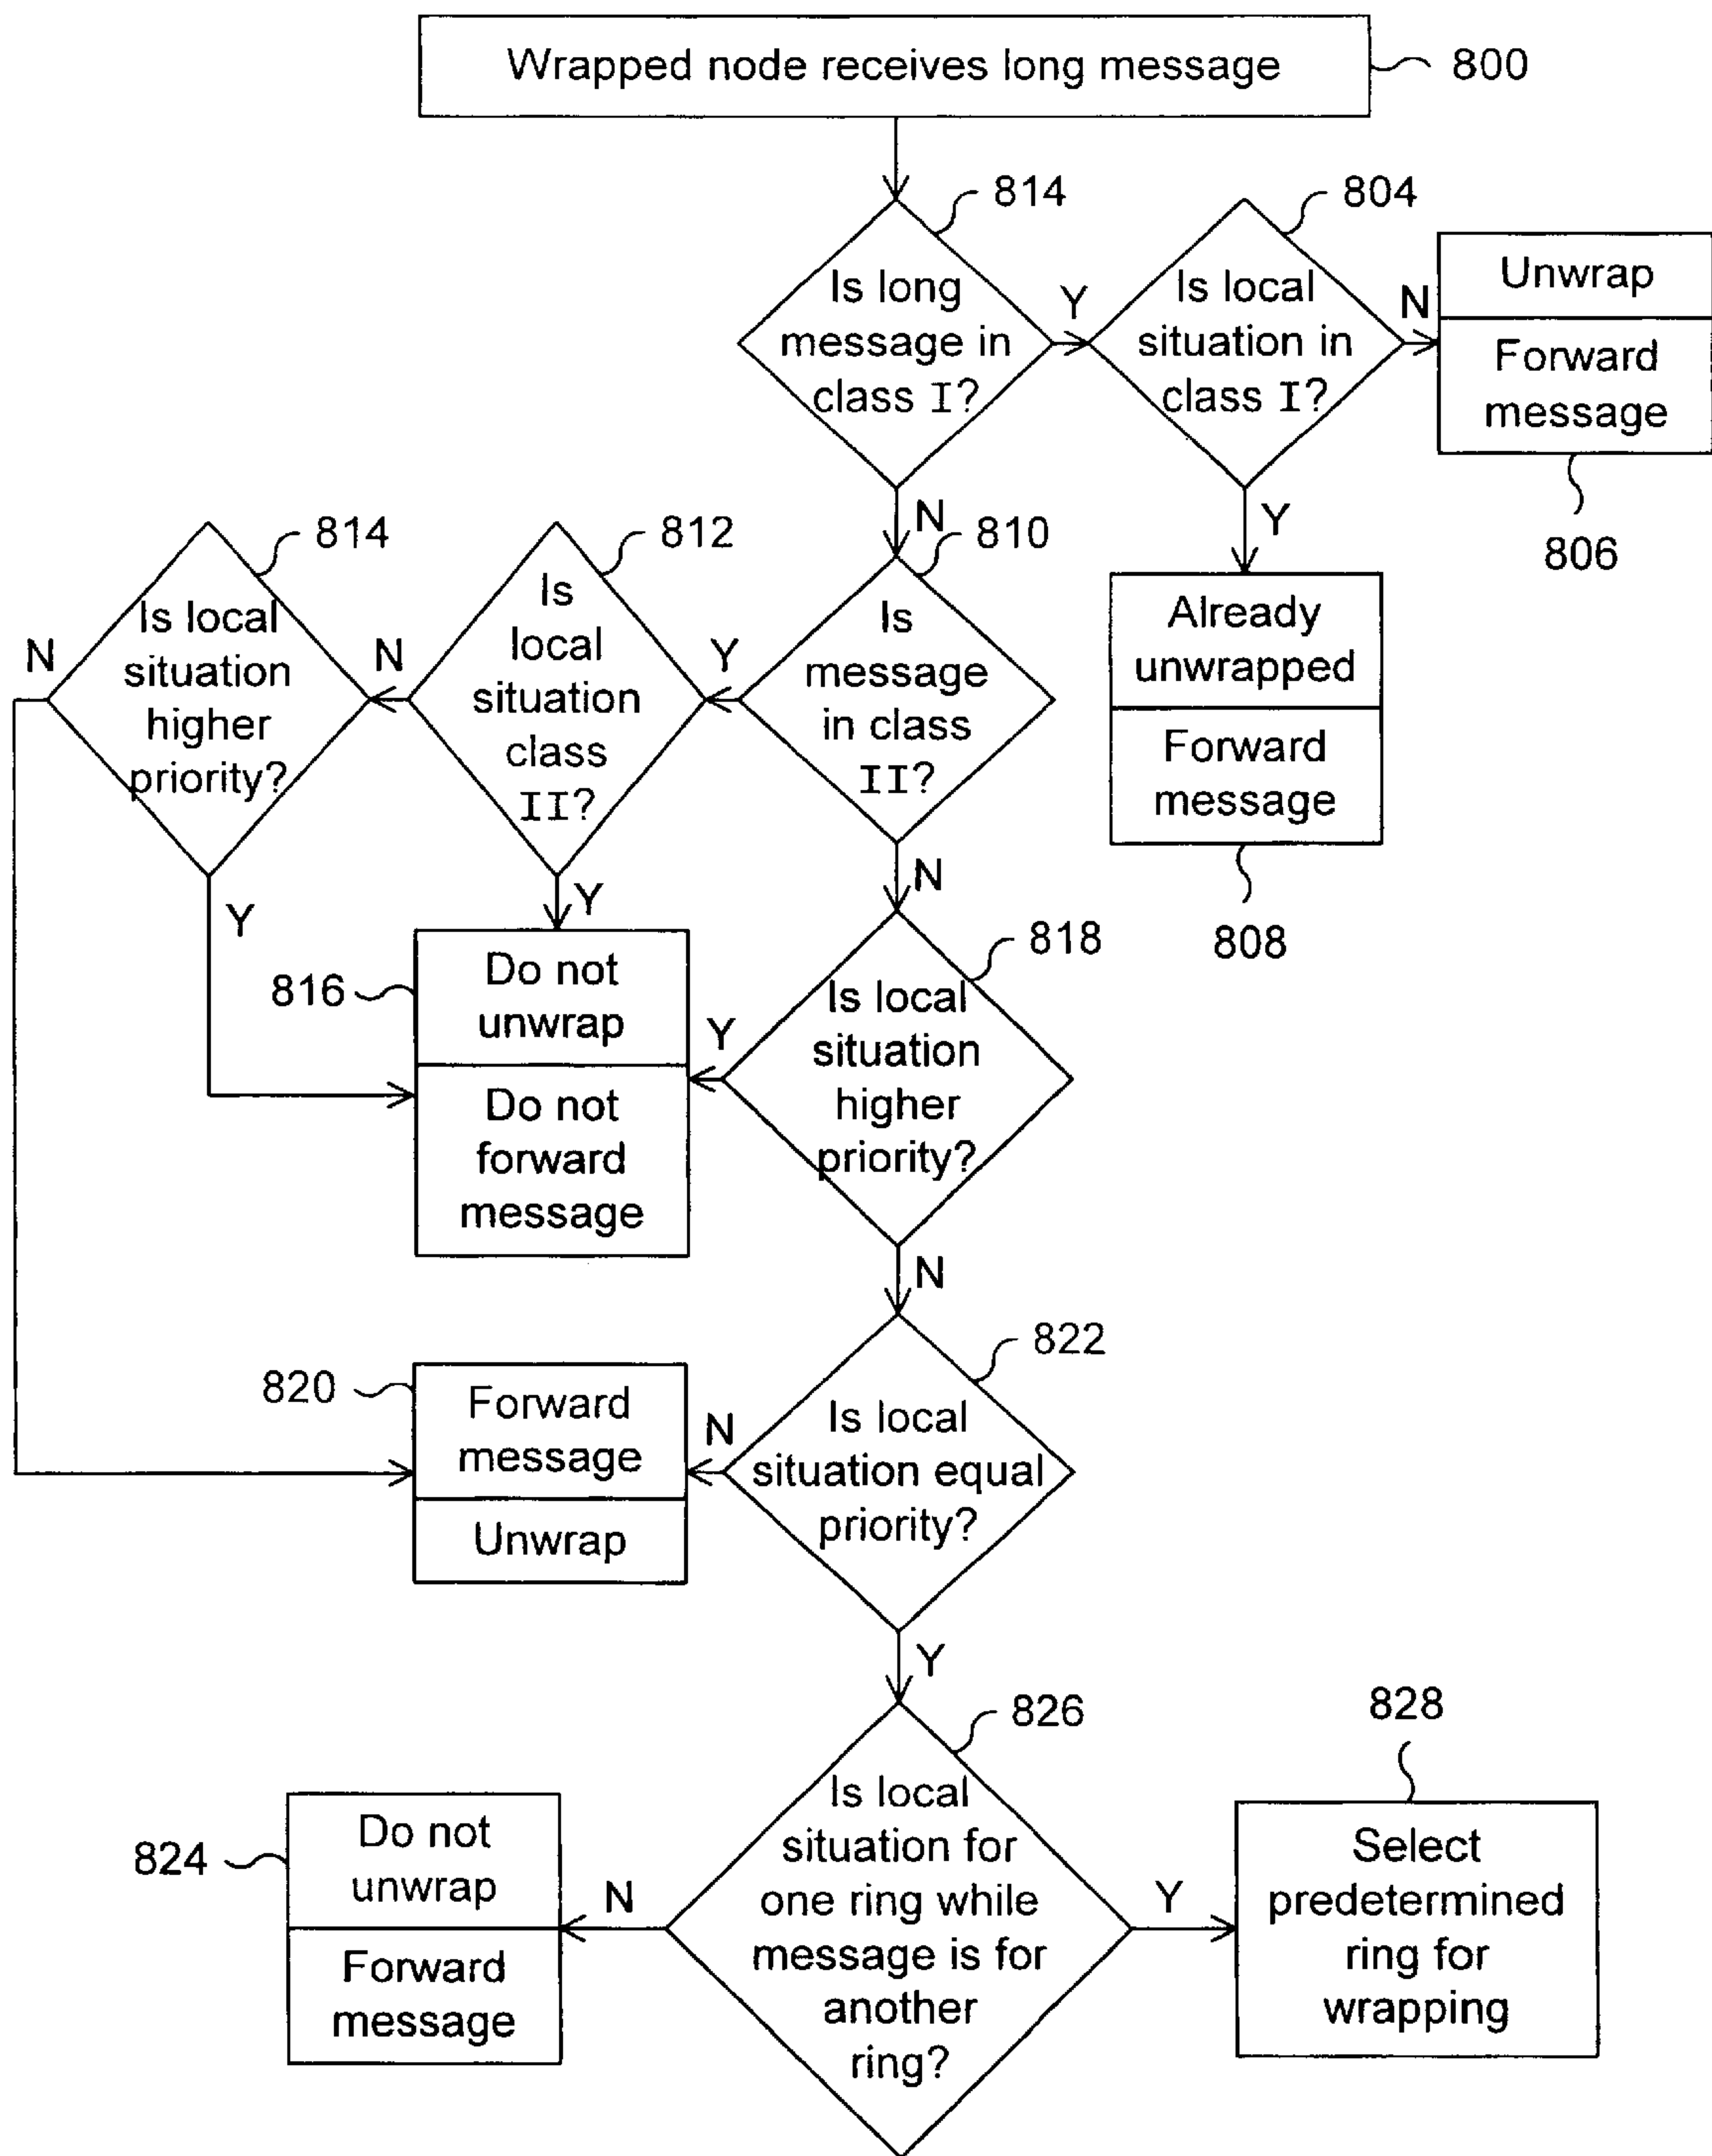 Wrapped node receives long message
800
814
804
Is long
message in
class I?
Y
Is local
situation in
class I?
N
Unwrap
Forward
message
806
N
Y
814
812
810
Already
unwrapped
Forward
message
808
N
Is local
situation
higher
priority?
N
Is
local
situation
class
II?
Y
Is
message
in class
II?
Y
Y
N
818
816
Do not
unwrap
Do not
forward
message
Y
Is local
situation
higher
priority?
N
822
820
Forward
message
Unwrap
N
Is local
situation equal
priority?
Y
826
828
824
Do not
unwrap
Forward
message
N
Is local
situation for
one ring while
message is for
another
ring?
Y
Select
predetermined
ring for
wrapping